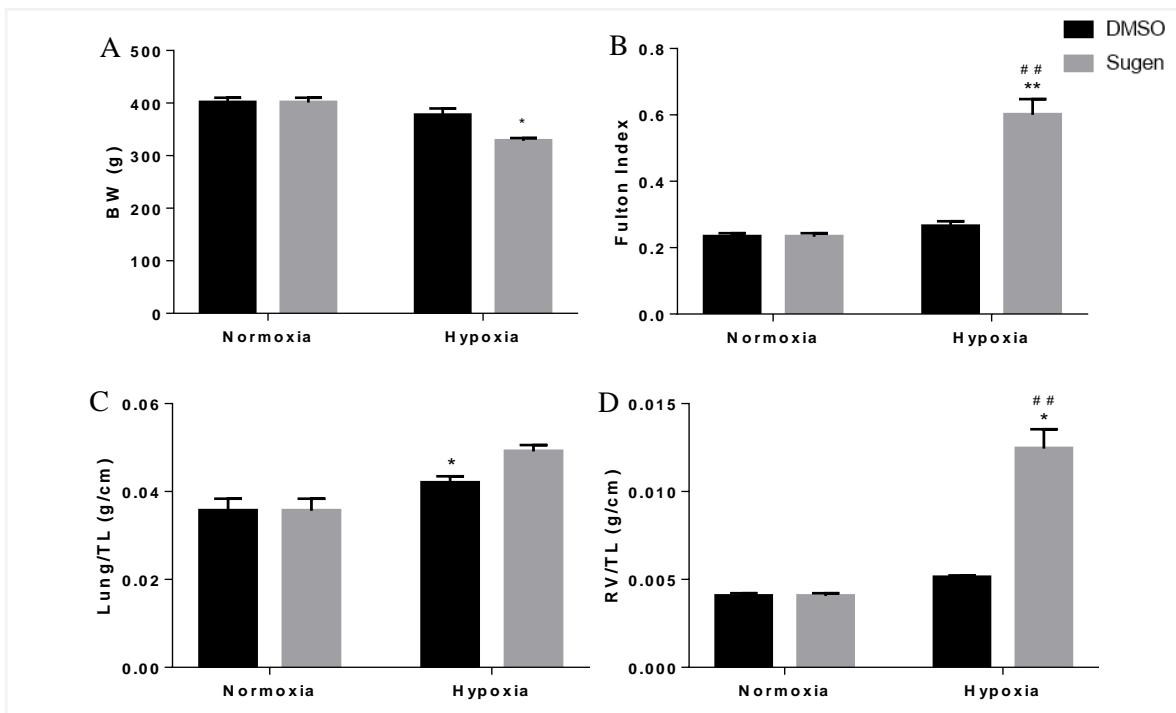 DMSO
Sugen
A
BW (g)
500
400
300
200
100
0
*
Normoxia Hypoxia
B
Fulton Index
0.8
0.6
0.4
0.2
0.0
# #
**
Normoxia Hypoxia
C
Lung/TL (g/cm)
0.06
0.04
0.02
0.00
*
Normoxia Hypoxia
D
RV/TL (g/cm)
0.015
0.010
0.005
0.000
# #
*
Normoxia Hypoxia